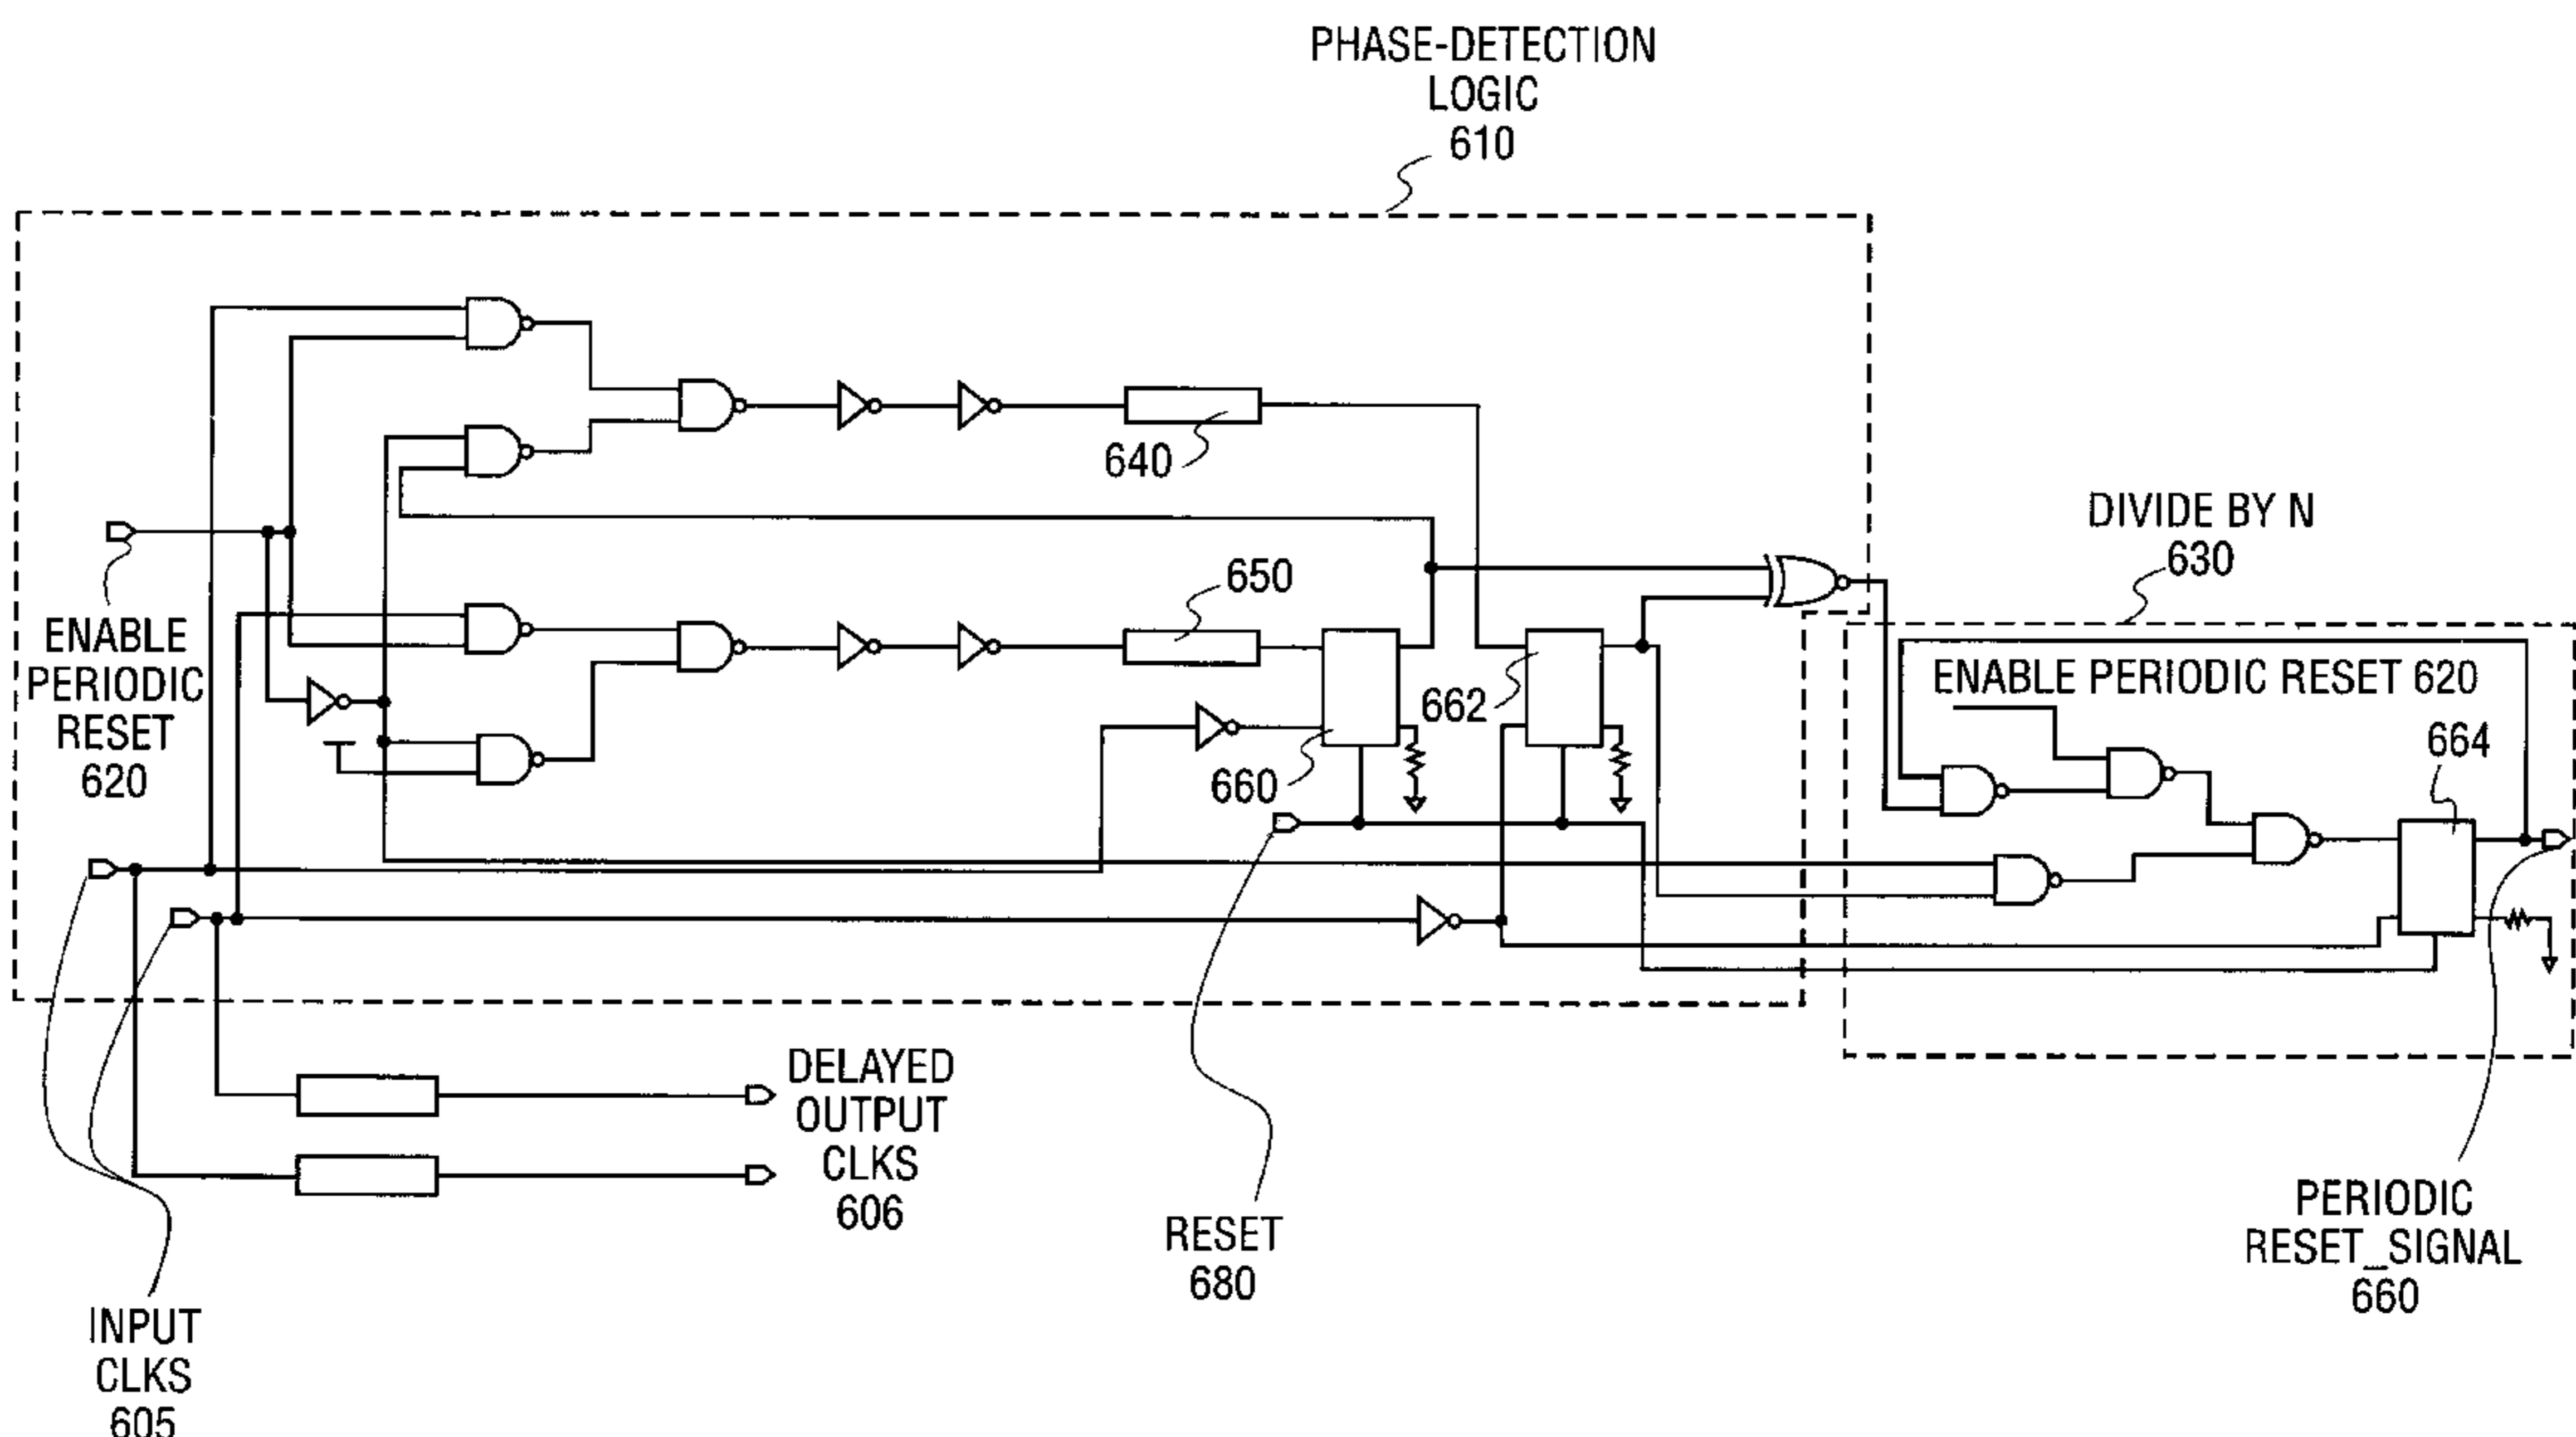 PHASE-DETECTION
LOGIC
610
640
DIVIDE BY N
630
650
ENABLE
PERIODIC
RESET
620
ENABLE PERIODIC RESET 620
662
664
660
DELAYED
OUTPUT
CLKS
606
RESET
680
PERIODIC
RESET_SIGNAL
660
INPUT
CLKS
605